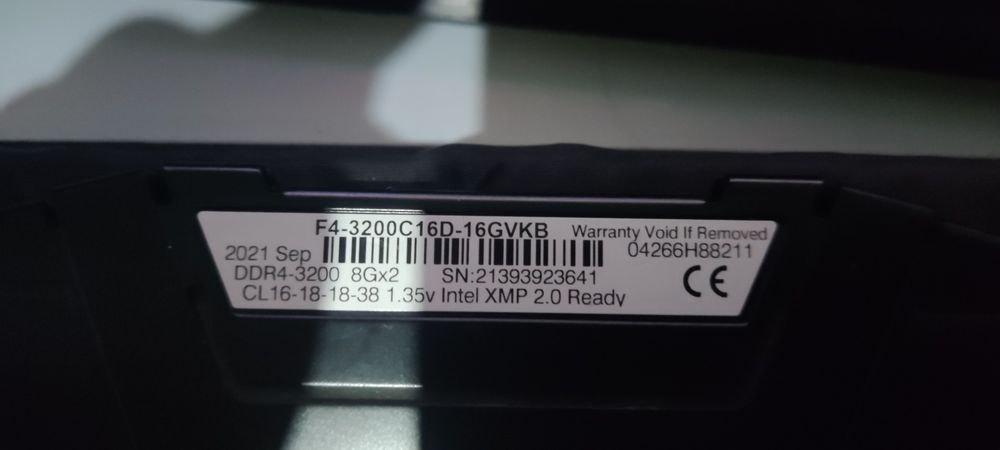 F4-3200C16D-16GVKB Warranty Void If Removed
2021 Sep 04266H88211
DDR4-3200 8Gx2 SN:21393923641
CL16-18-18-38 1.35v Intel XMP 2.0 Ready
CE